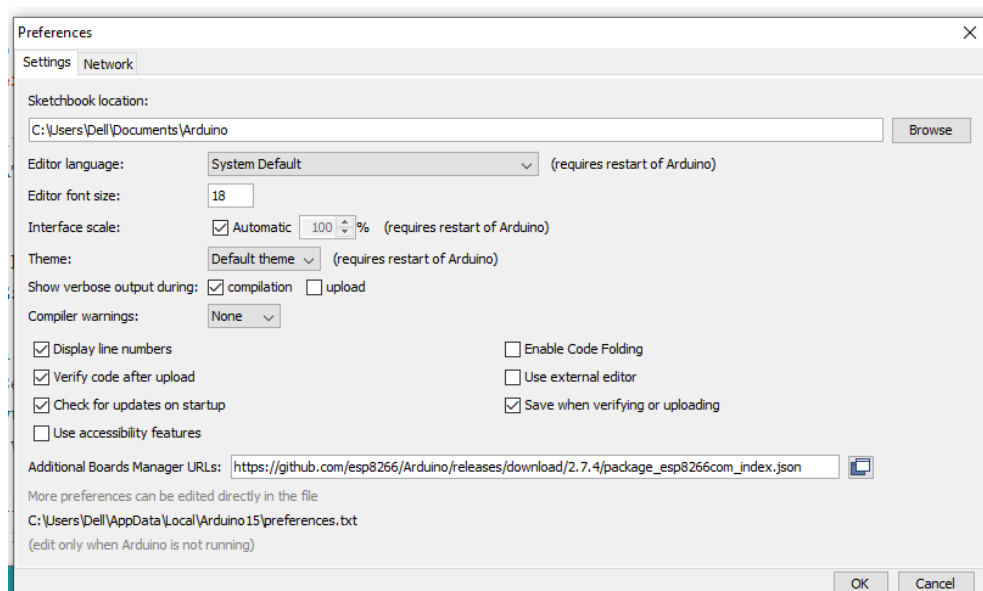 Preferences
Settings Network
Sketchbook location:
C:\Users\Dell\Documents\Arduino Browse
Editor language: System Default (requires restart of Arduino)
Editor font size: 18
Interface scale: Automatic 100 % (requires restart of Arduino)
Theme: Default theme (requires restart of Arduino)
Show verbose output during: compilation upload
Compiler warnings: None
Display line numbers Enable Code Folding
Verify code after upload Use external editor
Check for updates on startup Save when verifying or uploading
Use accessibility features
Additional Boards Manager URLs: https://github.com/esp8266/Arduino/releases/download/2.7.4/package_esp8266com_index.json
More preferences can be edited directly in the file
C:\Users\Dell\AppData\Local\Arduino15\preferences.txt
(edit only when Arduino is not running)
OK Cancel